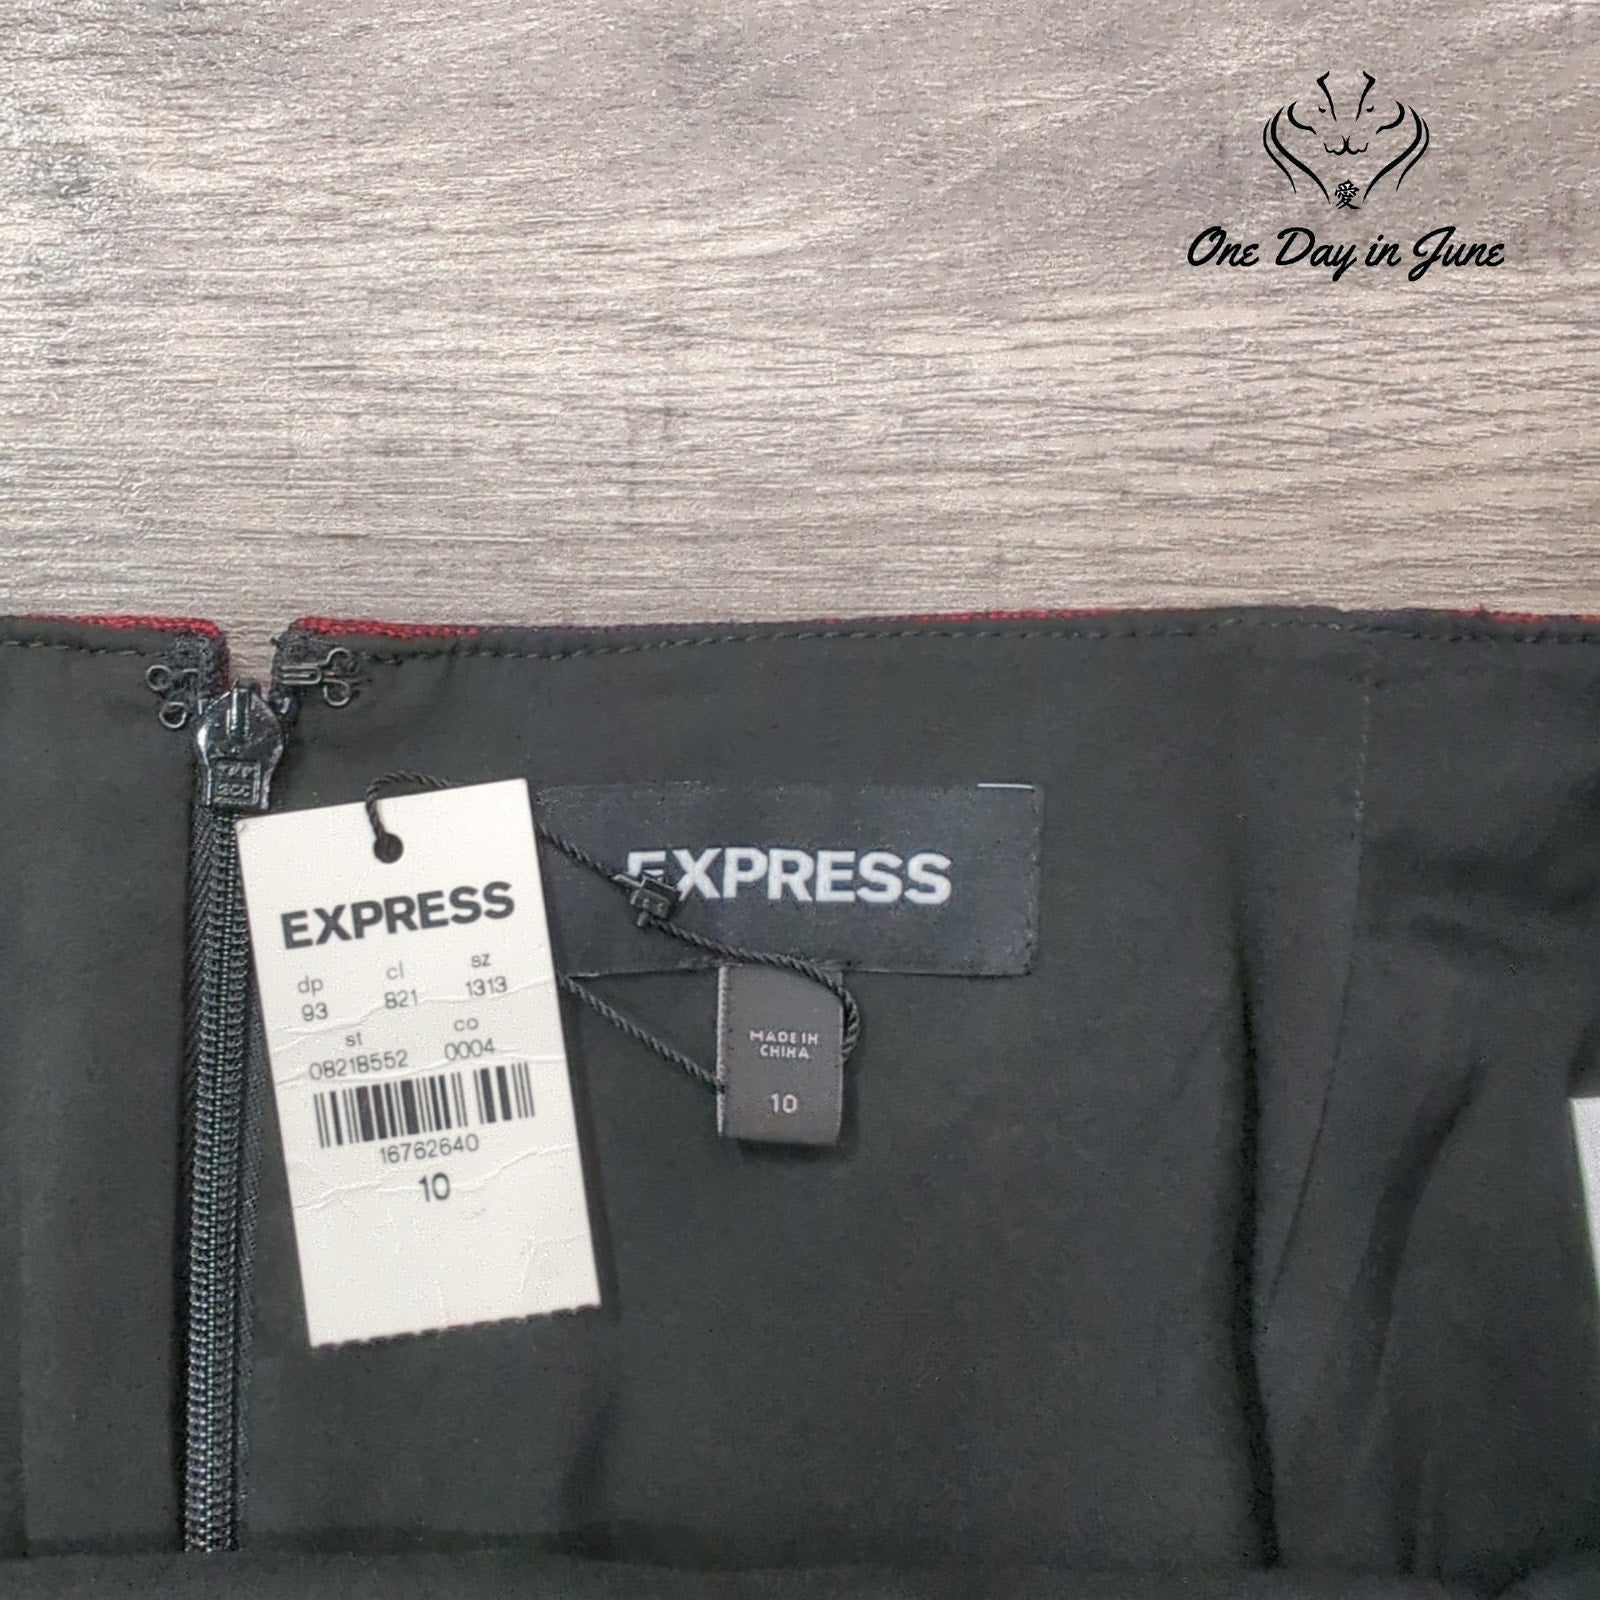 愛
One Day in June
EXPRESS
dp cl sz
93 821 1313
st co
08218552 0004
16762640
10
EXPRESS
MADE IN
CHINA
10